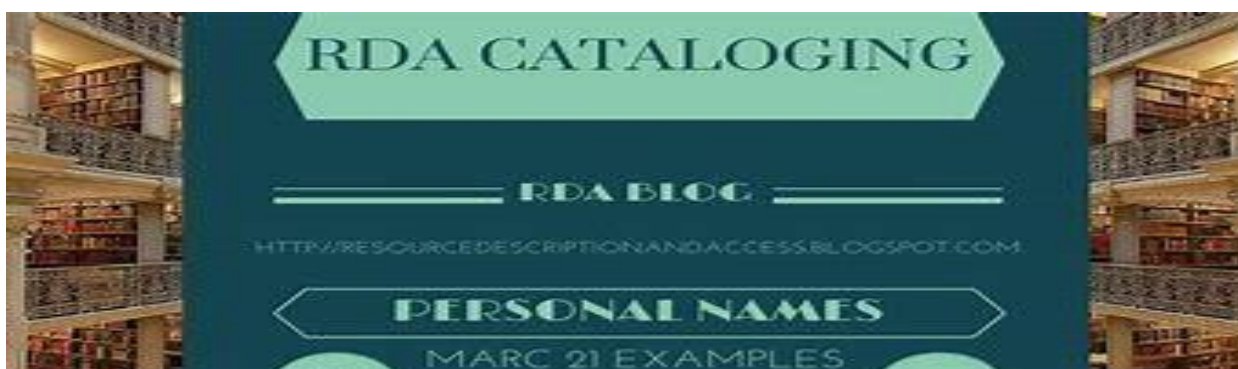 RDA CATALOGING
RDA BLOG
HTTP//RESOURCEDESCRIPTIONANDACCESS.BLOGSPOT.COM
PERSONAL NAMES
MARC 21 EXAMPLES